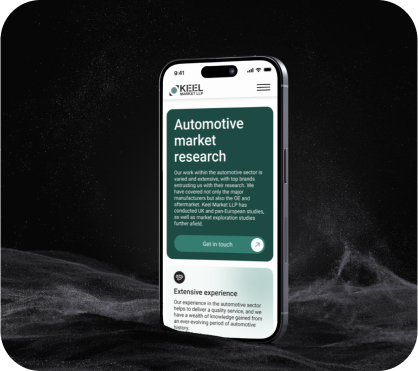 9:41
KEEL
MARKET LLP
Automotive
market
research
Our work within the automotive sector is
varied and extensive, with top brands
entrusting us with their research. We
have covered not only the major
manufacturers but also the OE and
aftermarket. Keel Market LLP has
conducted UK and pan-European studies,
as well as market exploration studies
further afield.
Get in touch
Extensive experience
Our experience in the automotive sector
helps to deliver a quality service, and we
have a wealth of knowledge gained from
an ever-evolving period of automotive
history.